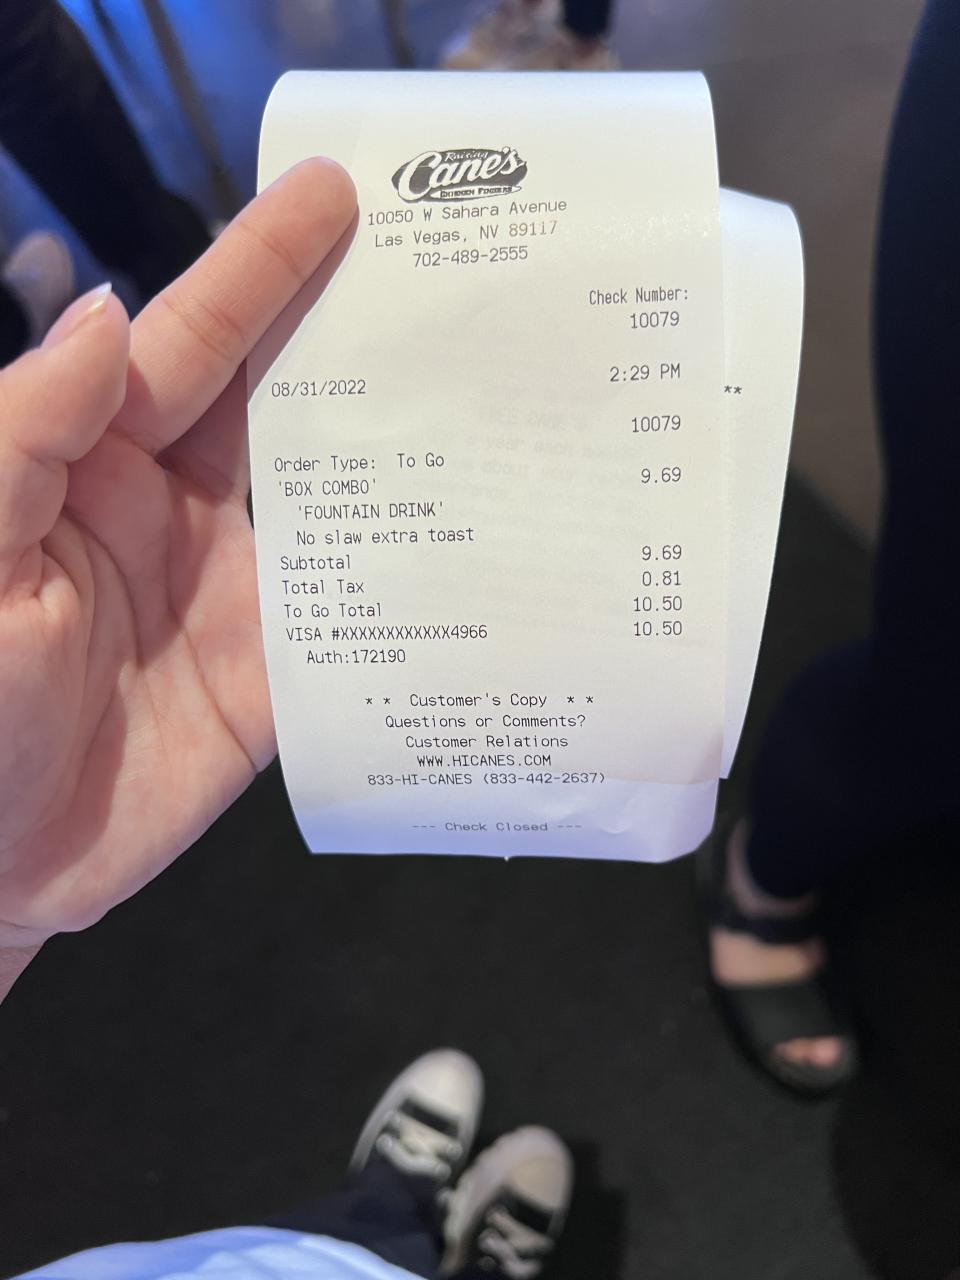 Raising
Cane's
CHICKEN FINGERS
10050 W Sahara Avenue
Las Vegas, NV 89117
702-489-2555
Check Number:
10079
08/31/2022 2:29 PM
**
10079
Order Type: To Go
'BOX COMBO' 9.69
'FOUNTAIN DRINK'
No slaw extra toast
Subtotal 9.69
Total Tax 0.81
To Go Total 10.50
VISA #XXXXXXXXXXXX4966 10.50
Auth:172190
* * Customer's Copy * *
Questions or Comments?
Customer Relations
WWW.HICANES.COM
833-HI-CANES (833-442-2637)
--- Check Closed ---